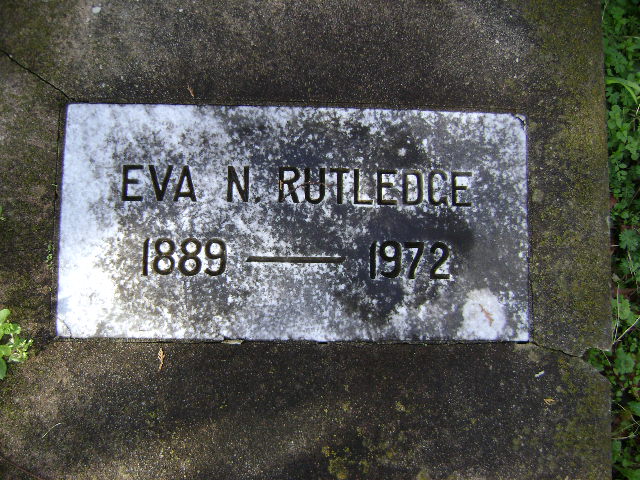 EVA N. RUTLEDGE
1889 — 1972